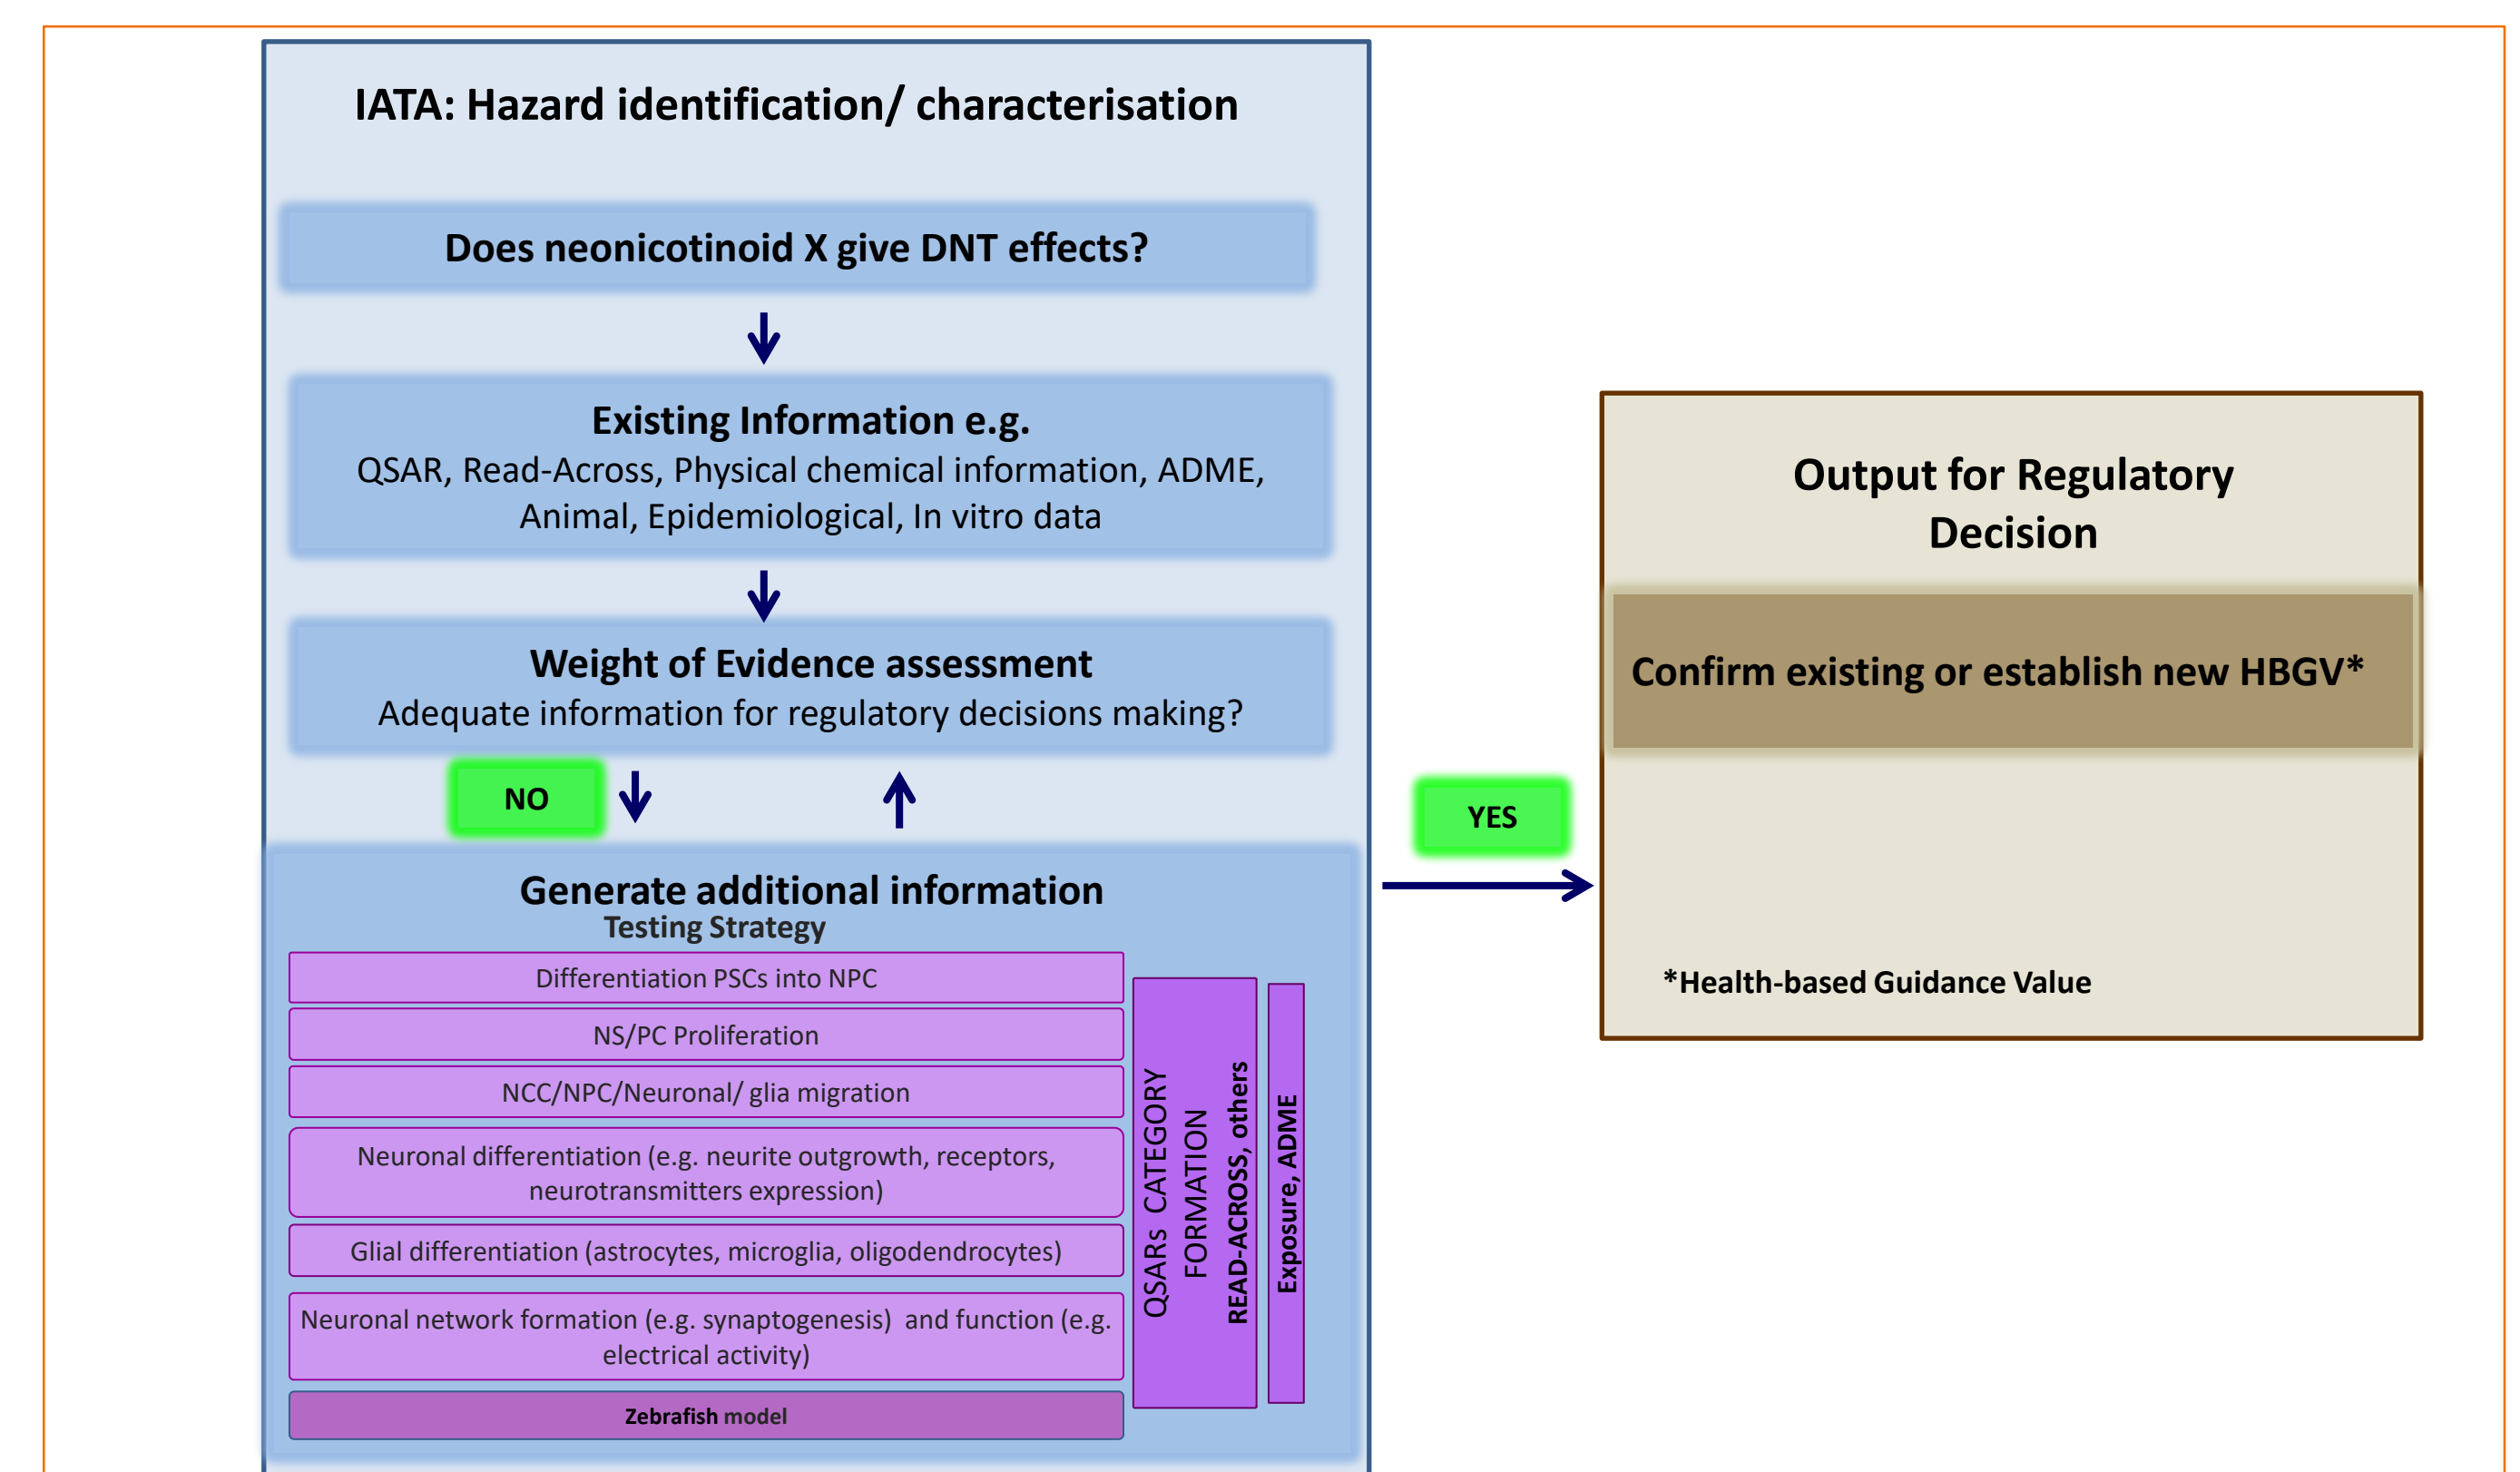 IATA: Hazard identification/ characterisation
Does neonicotinoid X give DNT effects?
Existing Information e.g.
QSAR, Read-Across, Physical chemical information, ADME,
Animal, Epidemiological, In vitro data
Weight of Evidence assessment
Adequate information for regulatory decisions making?
NO
Generate additional information
Testing Strategy
Differentiation PSCs into NPC
NS/PC Proliferation
NCC/NPC/Neuronal/ glia migration
Neuronal differentiation (e.g. neurite outgrowth, receptors,
neurotransmitters expression)
Glial differentiation (astrocytes, microglia, oligodendrocytes)
Neuronal network formation (e.g. synaptogenesis)  and function (e.g.
electrical activity)
Zebrafish model
QSARs CATEGORY
FORMATION
READ-ACROSS, others
Exposure, ADME
YES
Output for Regulatory
Decision
Confirm existing or establish new HBGV*
*Health-based Guidance Value